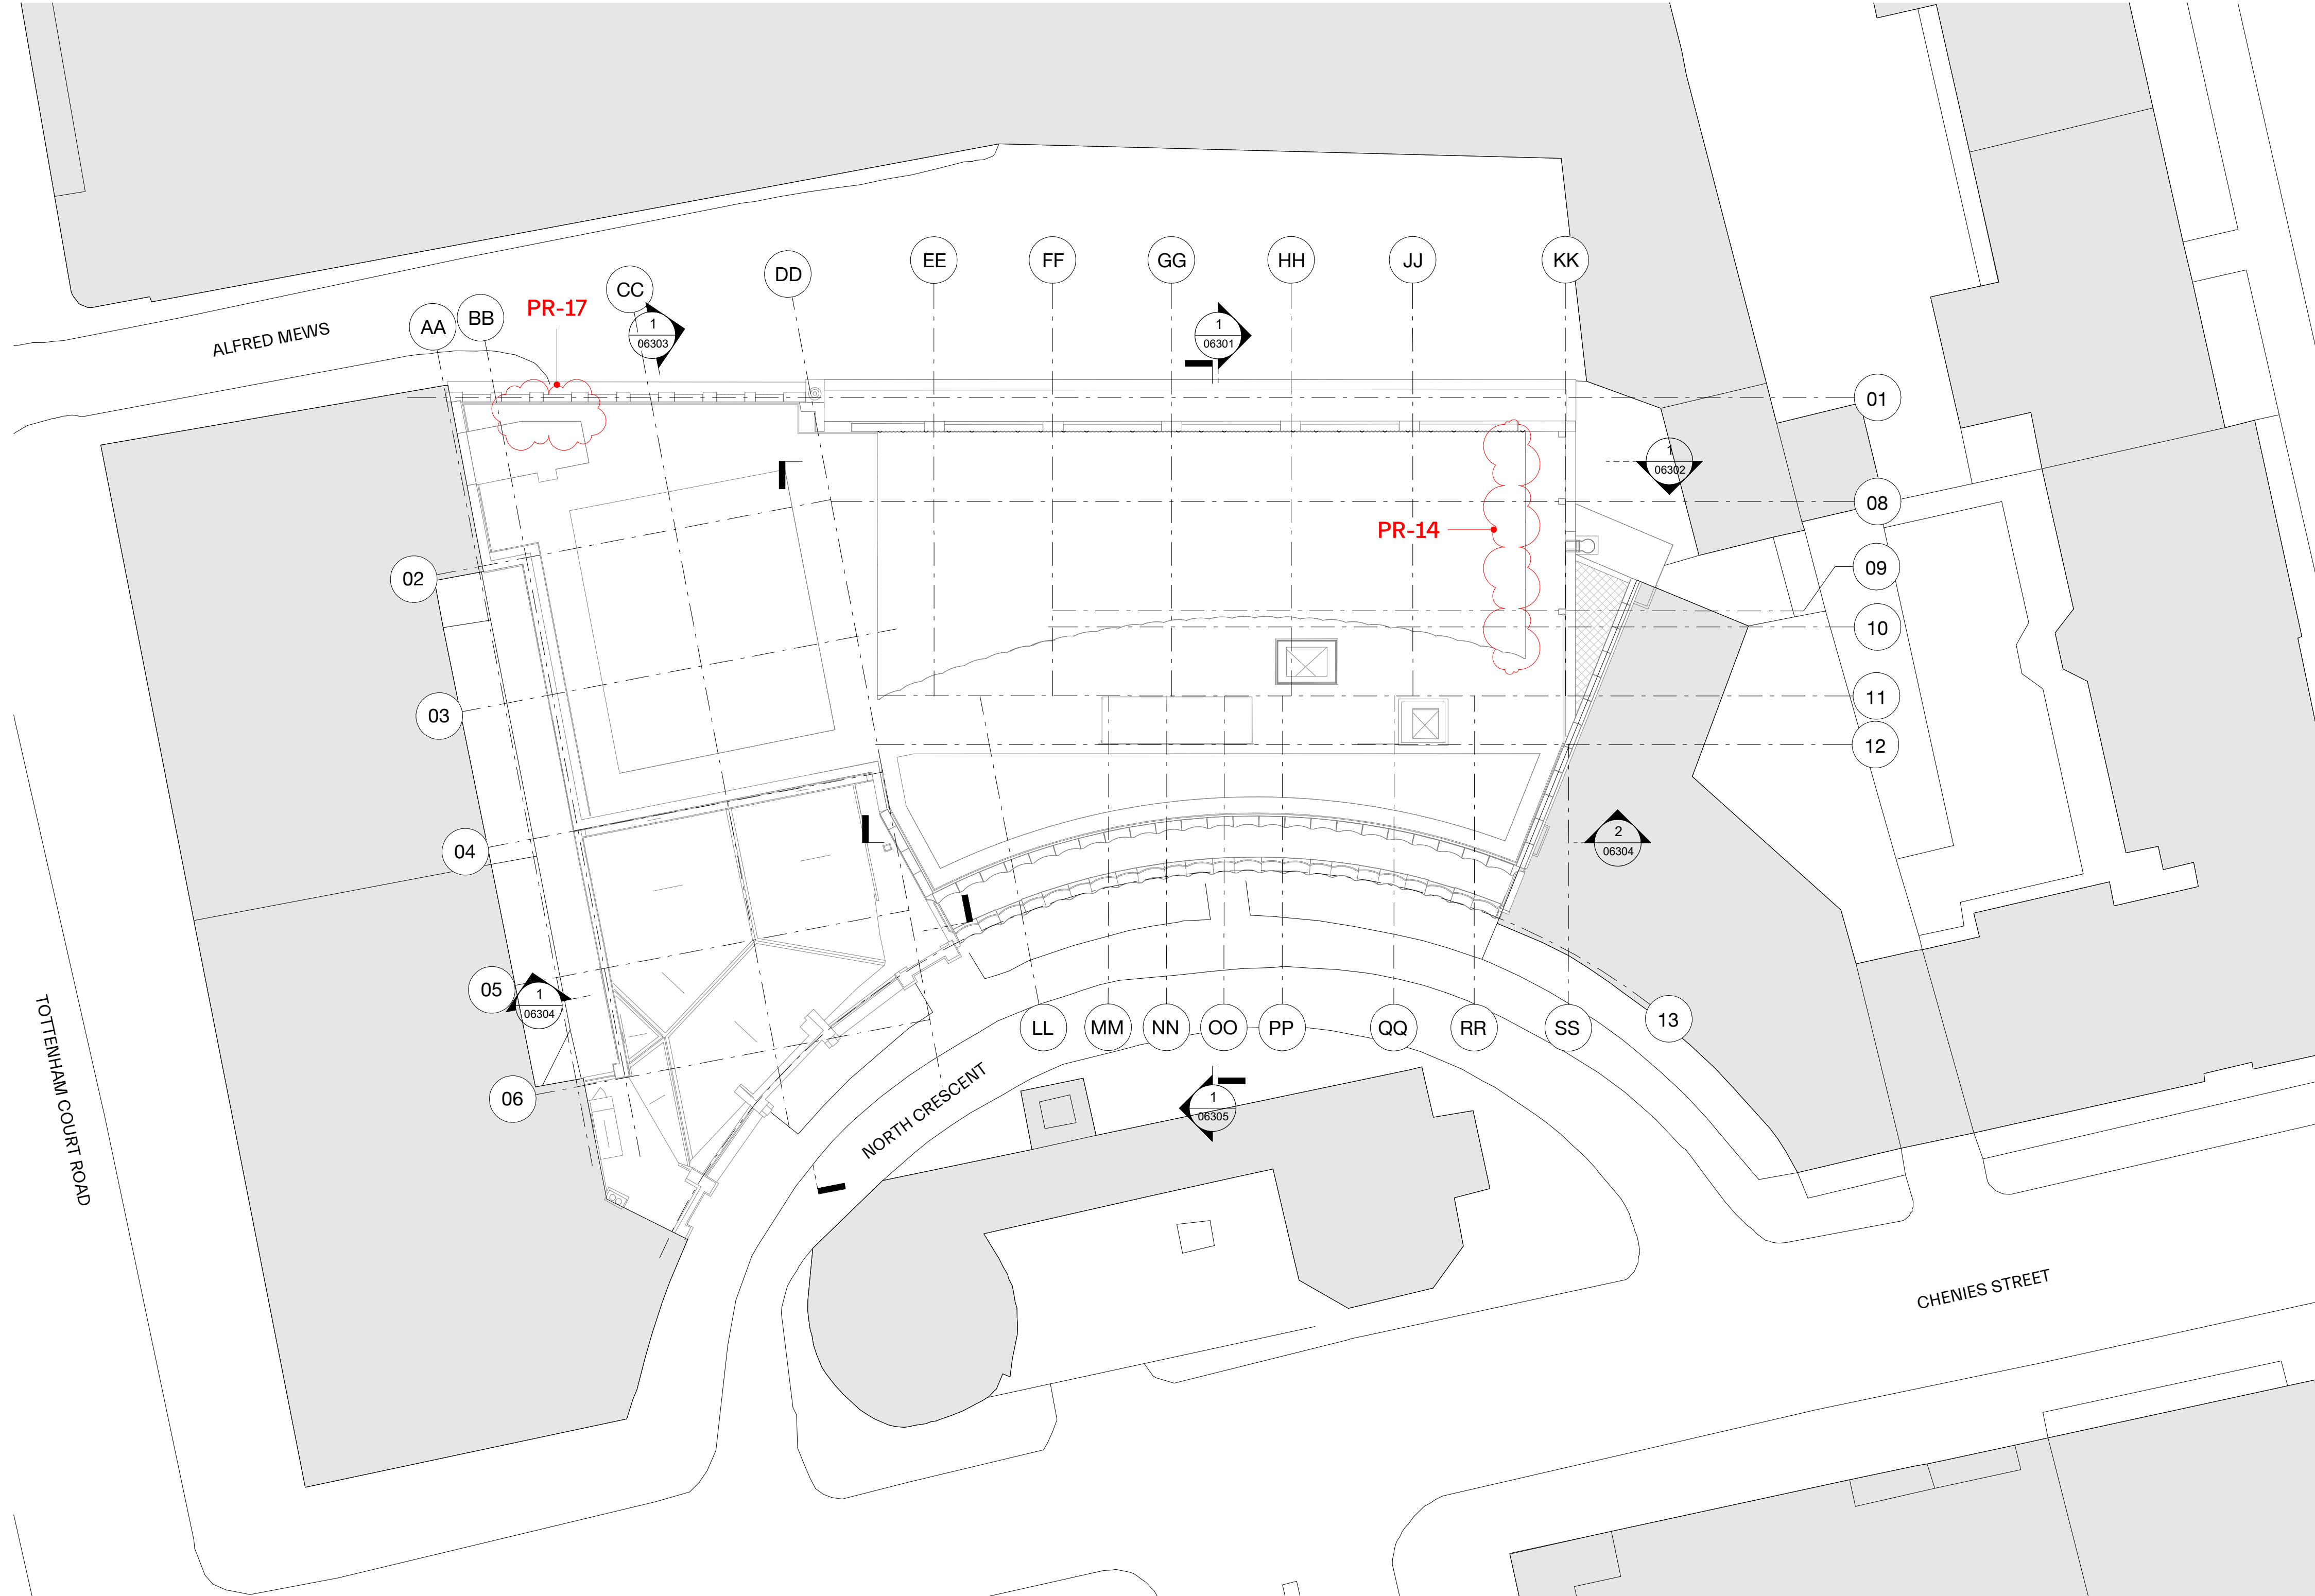 EE
FF
GG
HH
JJ
KK
DD
CC
PR-17
BB
AA
ALFRED MEWS
1
06303
1
06301
01
1
06302
08
PR-14
09
02
10
11
03
12
2
06304
04
05
1
06304
LL
MM
NN
OO
PP
QQ
RR
SS
13
06
TOTTENHAM COURT ROAD
NORTH CRESCENT
1
06305
CHENIES STREET